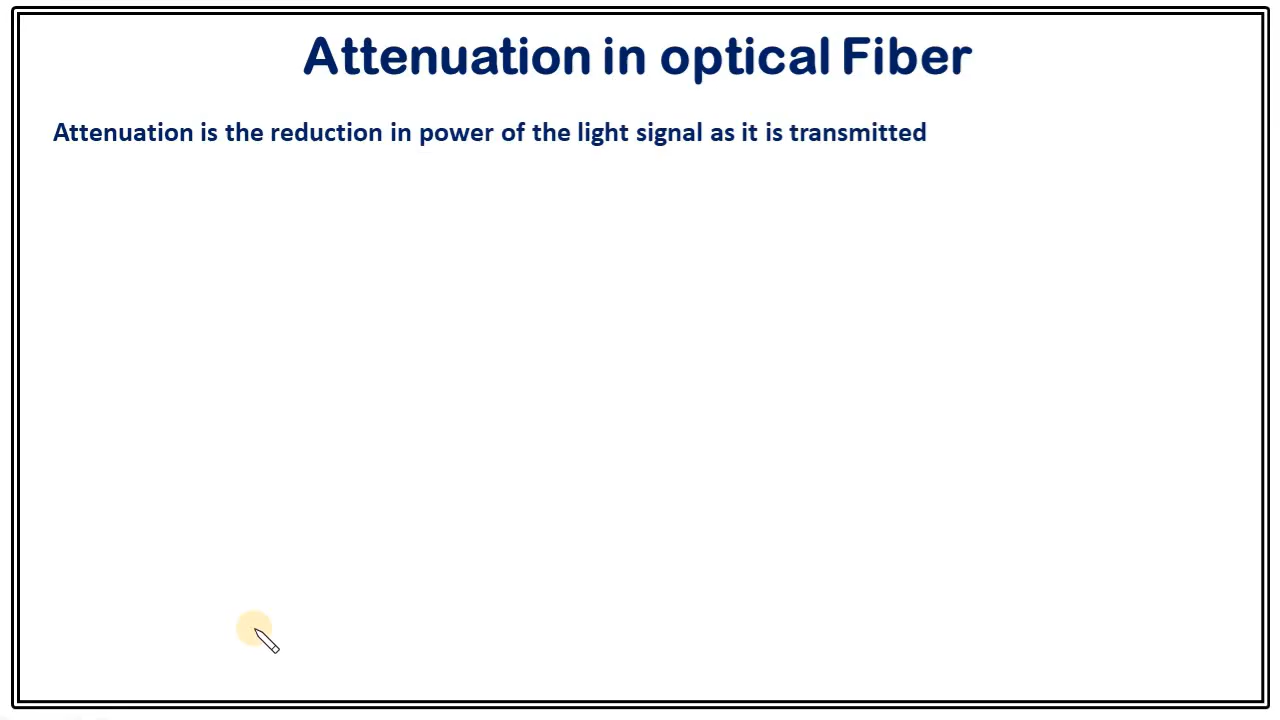 Attenuation in optical Fiber
Attenuation is the reduction in power of the light signal as it is transmitted